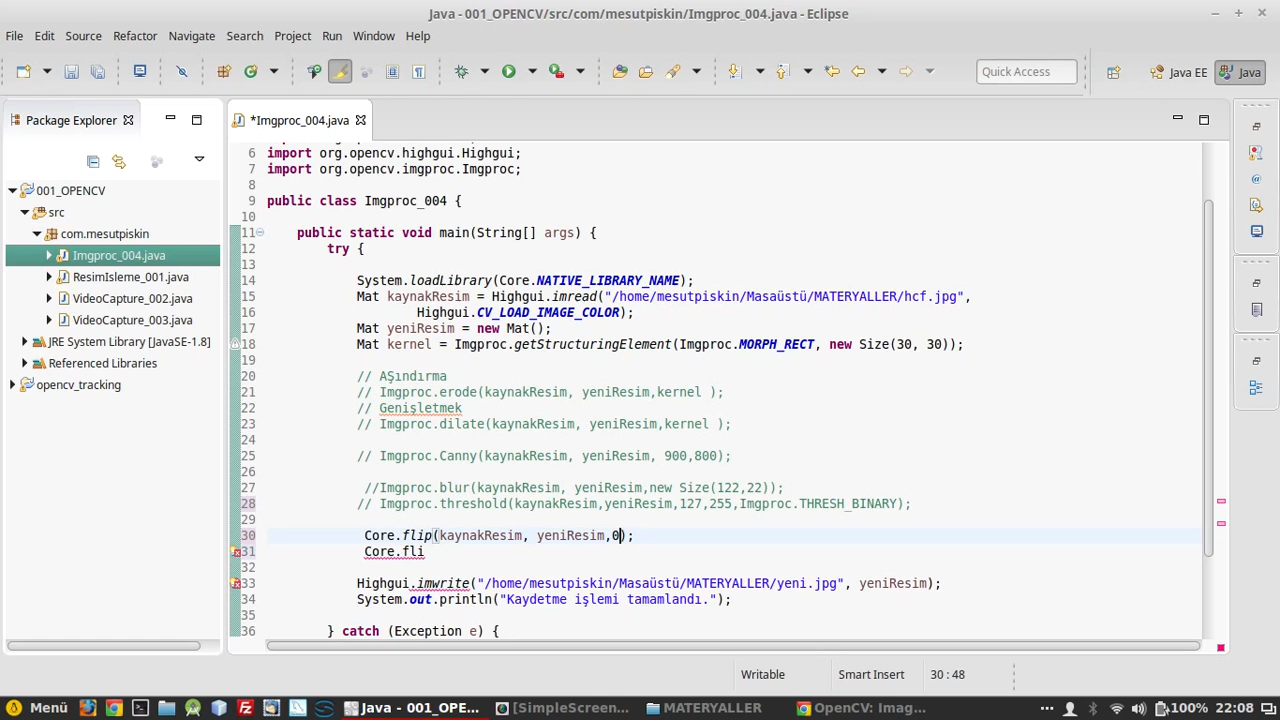 Java - 001_OPENCV/src/com/mesutpiskin/Imgproc_004.java - Eclipse
File Edit Source Refactor Navigate Search Project Run Window Help
Quick Access
Java EE
Java
Package Explorer
*Imgproc_004.java
001_OPENCV
src
com.mesutpiskin
Imgproc_004.java
ResimIsleme_001.java
VideoCapture_002.java
VideoCapture_003.java
JRE System Library [JavaSE-1.8]
Referenced Libraries
opencv_tracking
6 import org.opencv.highgui.Highgui;
7 import org.opencv.imgproc.Imgproc;
8
9 public class Imgproc_004 {
10
11 public static void main(String[] args) {
12 try {
13
14 System.loadLibrary(Core.NATIVE_LIBRARY_NAME);
15 Mat kaynakResim = Highgui.imread("/home/mesutpiskin/Masaüstü/MATERYALLER/hcf.jpg",
16 Highgui.CV_LOAD_IMAGE_COLOR);
17 Mat yeniResim = new Mat();
18 Mat kernel = Imgproc.getStructuringElement(Imgproc.MORPH_RECT, new Size(30, 30));
19
20 // AŞındırma
21 // Imgproc.erode(kaynakResim, yeniResim,kernel );
22 // Genişletmek
23 // Imgproc.dilate(kaynakResim, yeniResim,kernel );
24
25 // Imgproc.Canny(kaynakResim, yeniResim, 900,800);
26
27 //Imgproc.blur(kaynakResim, yeniResim,new Size(122,22));
28 // Imgproc.threshold(kaynakResim,yeniResim,127,255,Imgproc.THRESH_BINARY);
29
30 Core.flip(kaynakResim, yeniResim,0);
31 Core.fli
32
33 Highgui.imwrite("/home/mesutpiskin/Masaüstü/MATERYALLER/yeni.jpg", yeniResim);
34 System.out.println("Kaydetme işlemi tamamlandı.");
35
36 } catch (Exception e) {
Writable Smart Insert 30 : 48
Menü Java - 001_OPE... [SimpleScreen... MATERYALLER OpenCV: Imag... 100% 22:08